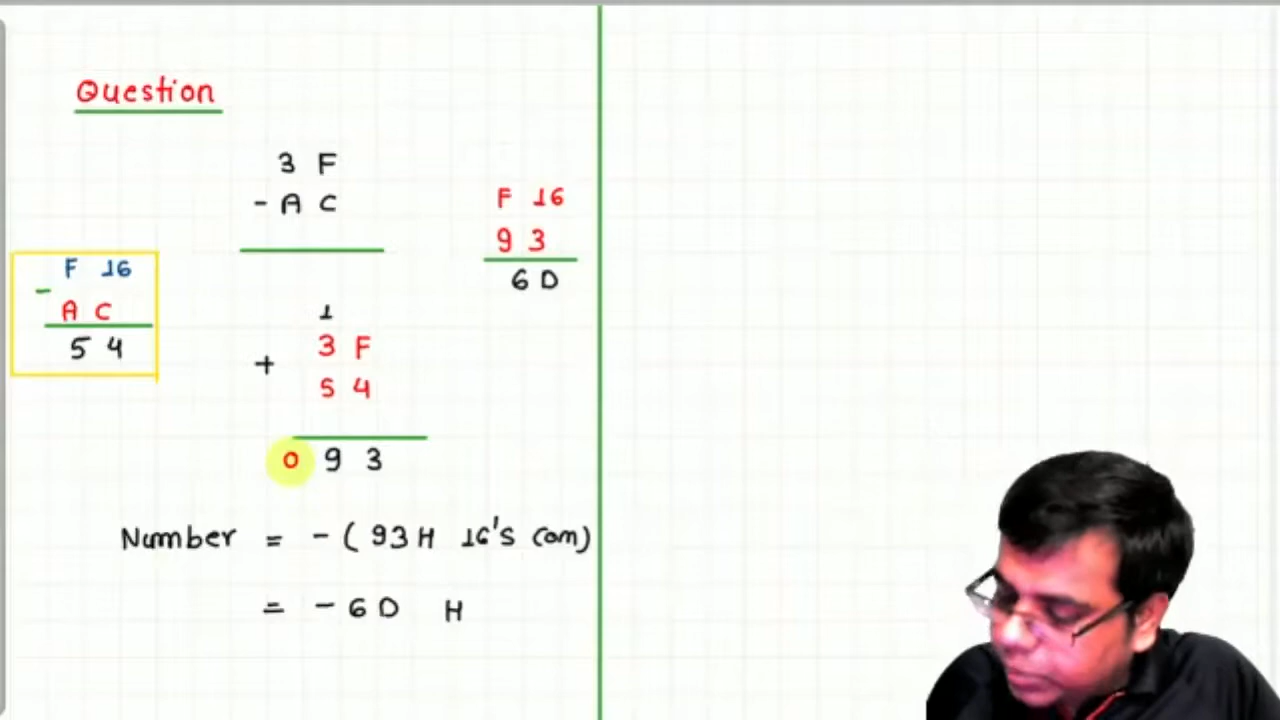 Question
3 F
- A C
F 16
- A C
5 4
1
3 F
+ 5 4
0 9 3
F 16
9 3
6 D
Number = - ( 93H 16's com)
= - 6 D H